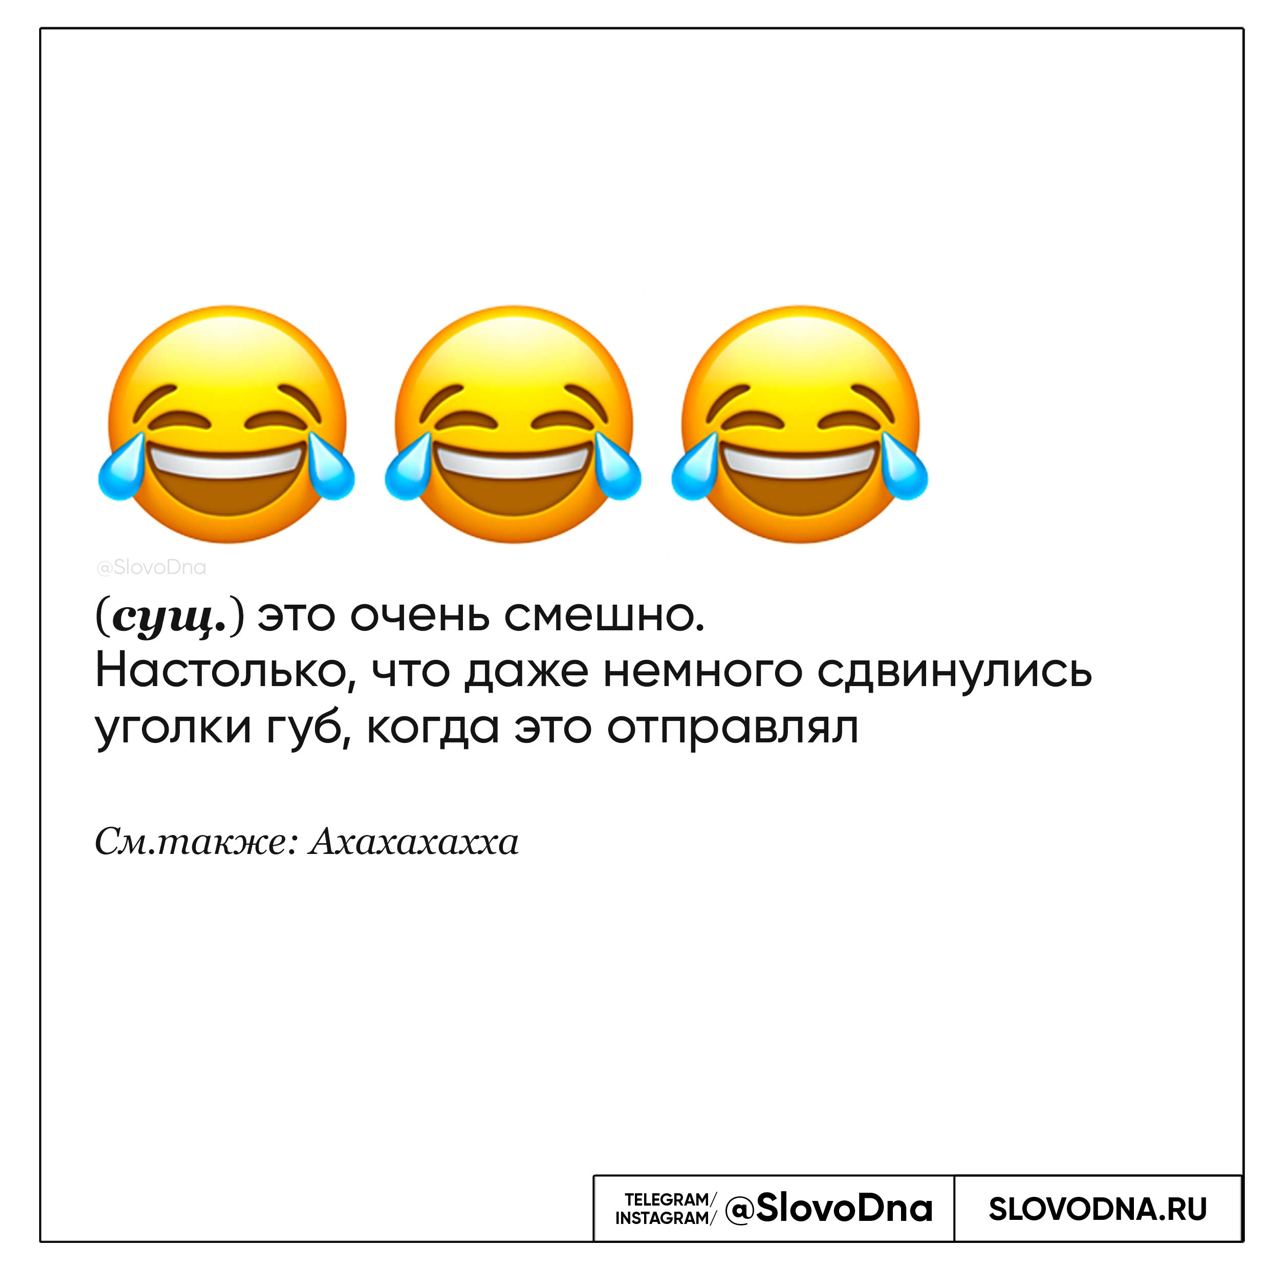 @SlovoDna
(сущ.) это очень смешно.
Настолько, что даже немного сдвинулись
уголки губ, когда это отправлял
См.также: Ахахахахха
TELEGRAM/
INSTAGRAM/
@SlovoDna
SLOVODNA.RU